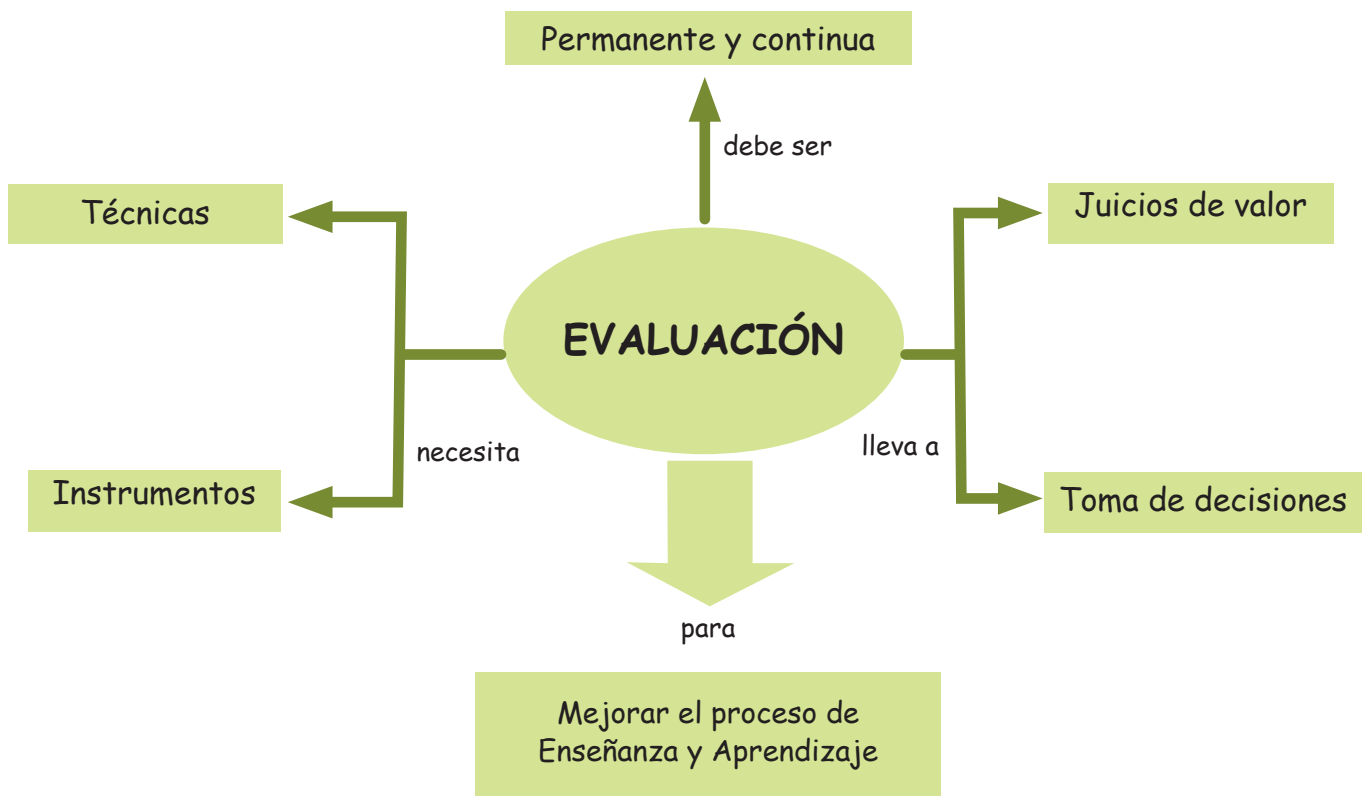 Permanente y continua
debe ser
Técnicas
Juicios de valor
EVALUACIÓN
necesita
lleva a
Instrumentos
Toma de decisiones
para
Mejorar el proceso de
Enseñanza y Aprendizaje